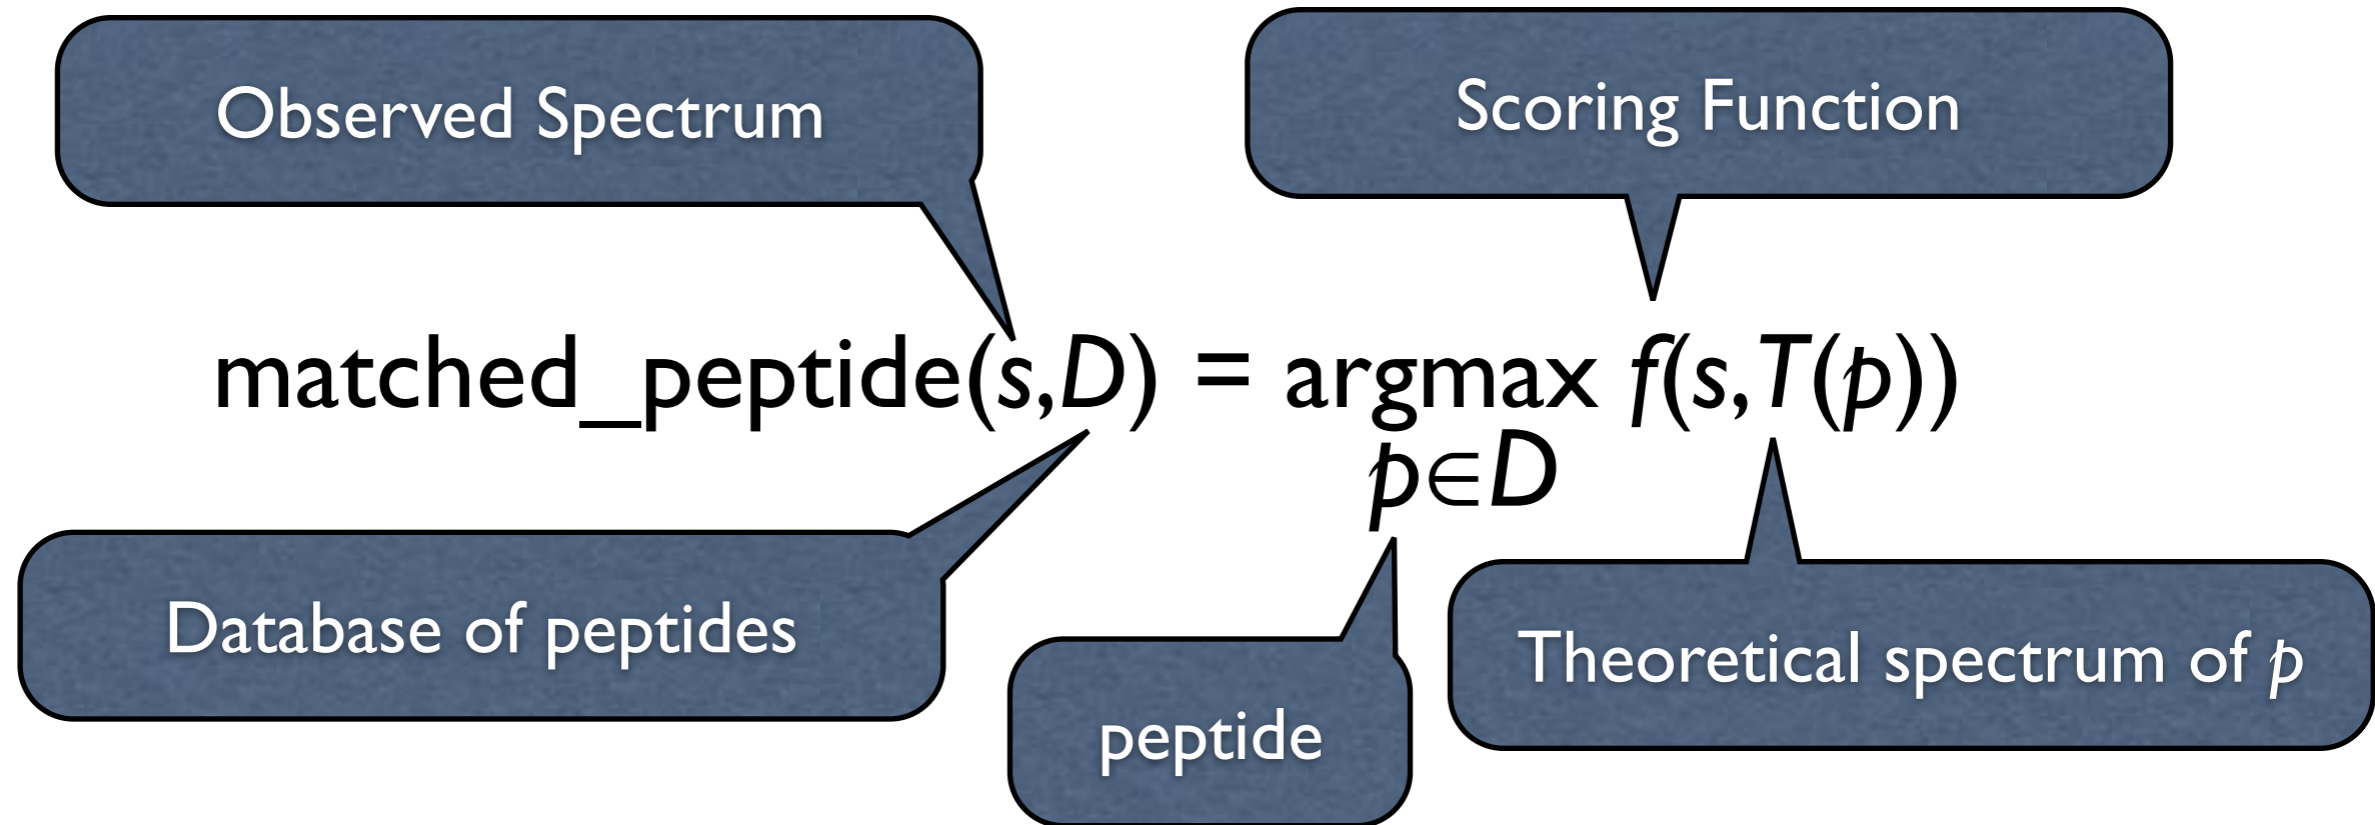 Observed Spectrum
Scoring Function
matched_peptide(s,D) = argmax f(s,T(p))
p∈D
Database of peptides
Theoretical spectrum of p
peptide